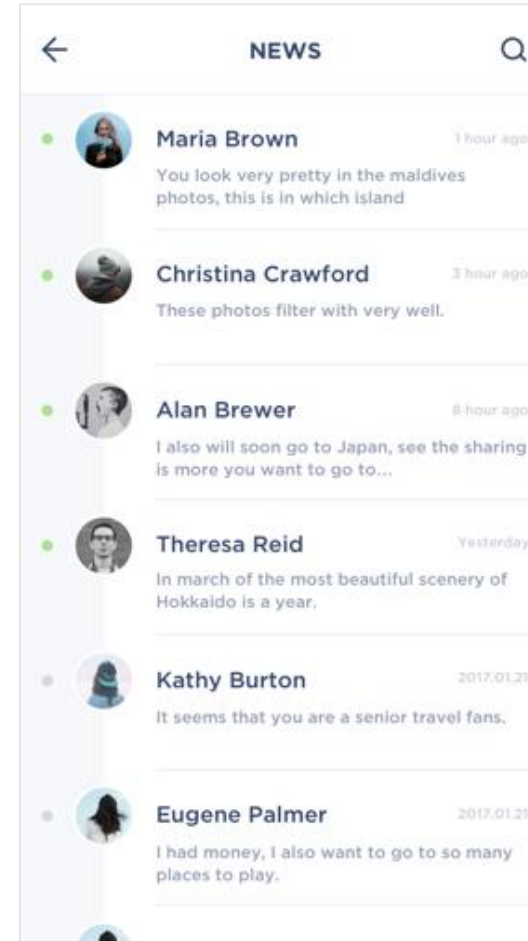 NEWS
Maria Brown
1 hour ago
You look very pretty in the maldives
photos, this is in which island
Christina Crawford
3 hour ago
These photos filter with very well.
Alan Brewer
8 hour ago
I also will soon go to Japan, see the sharing
is more you want to go to...
Theresa Reid
Yesterday
In march of the most beautiful scenery of
Hokkaido is a year.
Kathy Burton
2017.01.21
It seems that you are a senior travel fans.
Eugene Palmer
2017.01.21
I had money, I also want to go to so many
places to play.